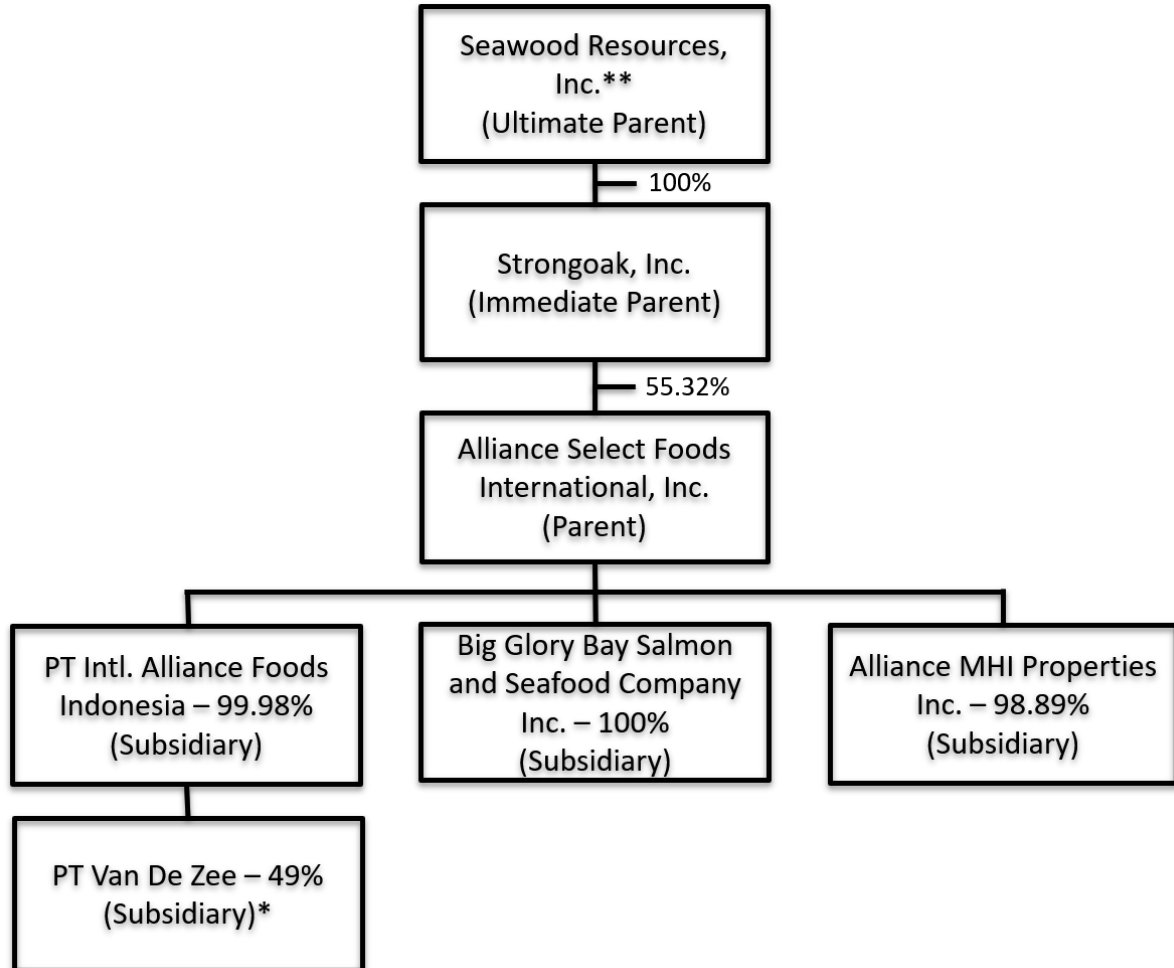 Seawood Resources,
Inc.**
(Ultimate Parent)
100%
Strongoak, Inc.
(Immediate Parent)
55.32%
Alliance Select Foods
International, Inc.
(Parent)
PT Intl. Alliance Foods
Indonesia – 99.98%
(Subsidiary)
Big Glory Bay Salmon
and Seafood Company
Inc. – 100%
(Subsidiary)
Alliance MHI Properties
Inc. – 98.89%
(Subsidiary)
PT Van De Zee – 49%
(Subsidiary)*